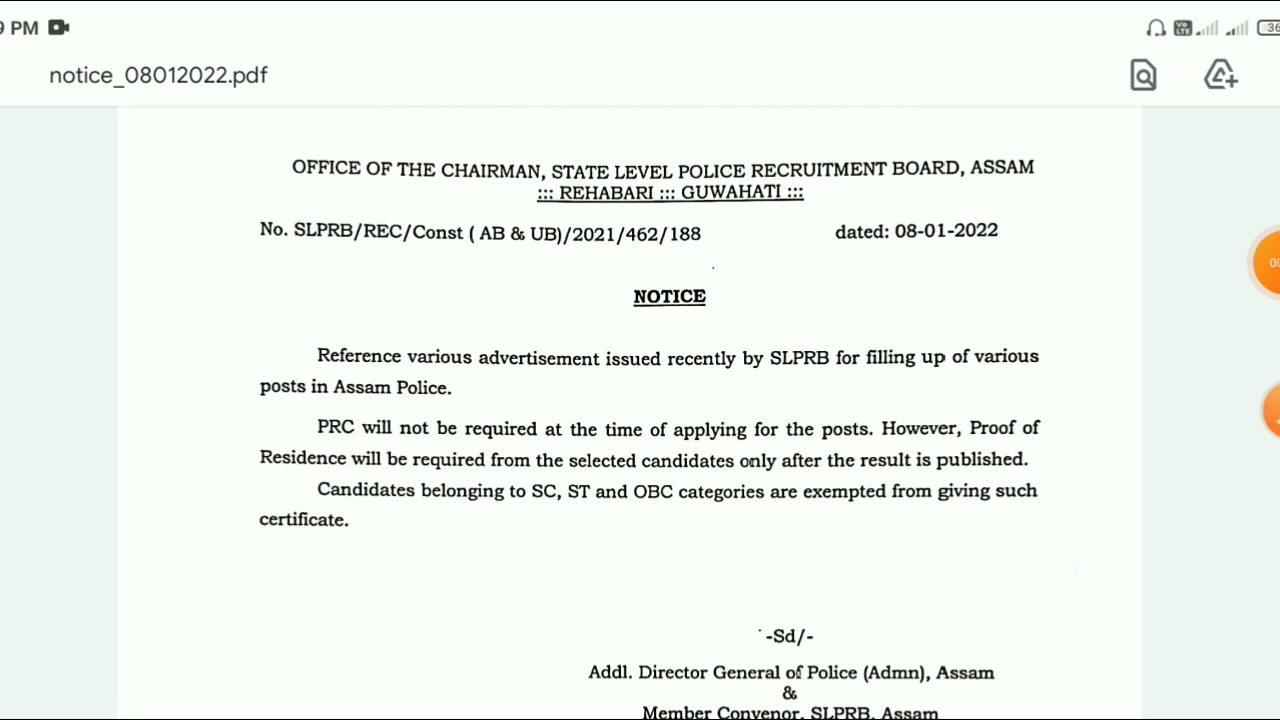 9 PM
36
notice_08012022.pdf
OFFICE OF THE CHAIRMAN, STATE LEVEL POLICE RECRUITMENT BOARD, ASSAM
::: REHABARI ::: GUWAHATI :::
No. SLPRB/REC/Const ( AB & UB)/2021/462/188 dated: 08-01-2022
NOTICE
Reference various advertisement issued recently by SLPRB for filling up of various
posts in Assam Police.
PRC will not be required at the time of applying for the posts. However, Proof of
Residence will be required from the selected candidates only after the result is published.
Candidates belonging to SC, ST and OBC categories are exempted from giving such
certificate.
-Sd/-
Addl. Director General of Police (Admn), Assam
&
Member Convenor, SLPRB, Assam